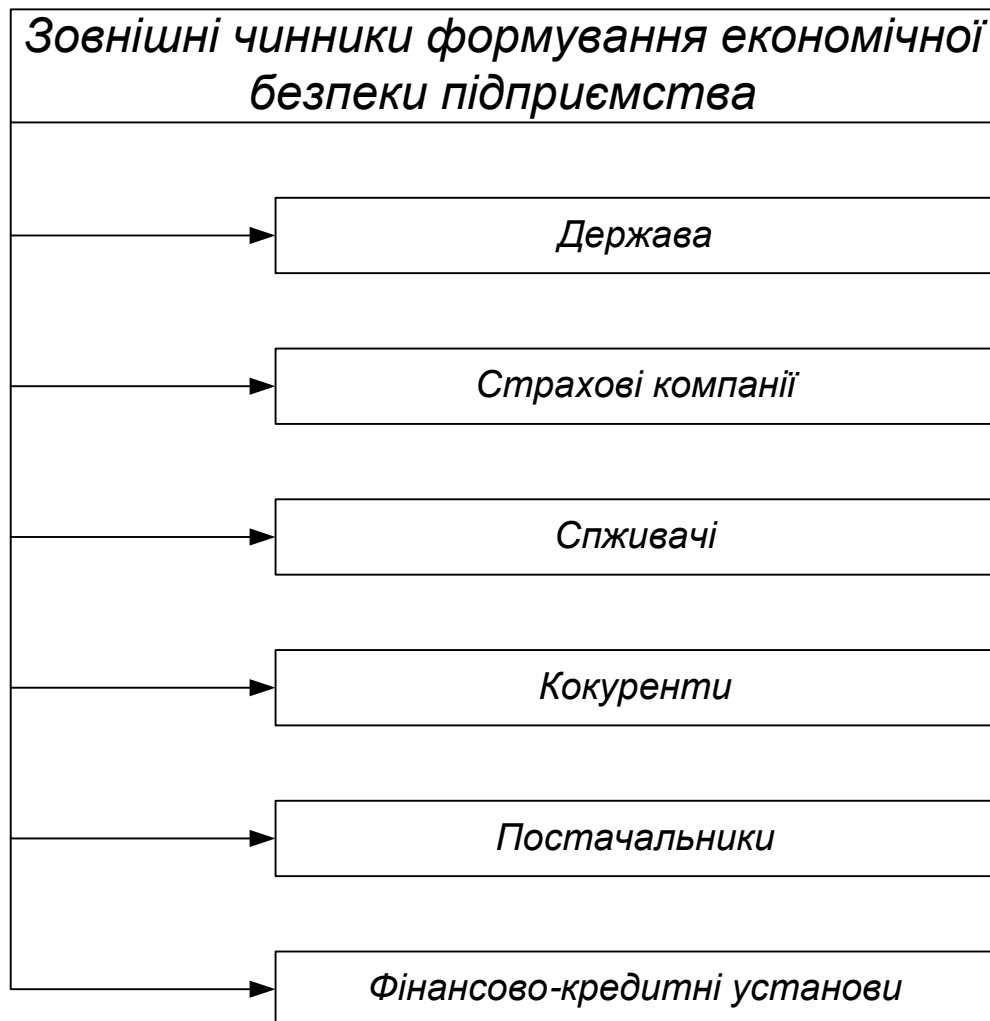 Зовнішні чинники формування економічної
безпеки підприємства
Держава
Страхові компанії
Спживачі
Кокуренти
Постачальники
Фінансово-кредитні установи